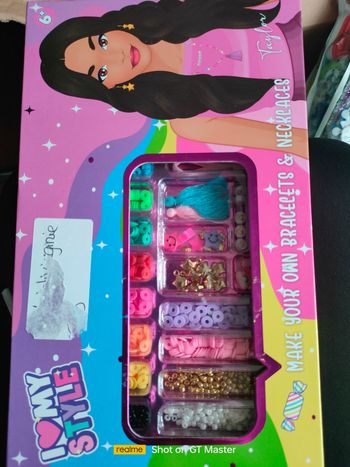 6+
Taylor
I ♥ MY
STYLE
MAKE YOUR OWN BRACELETS & NECKLACES
realme Shot on GT Master